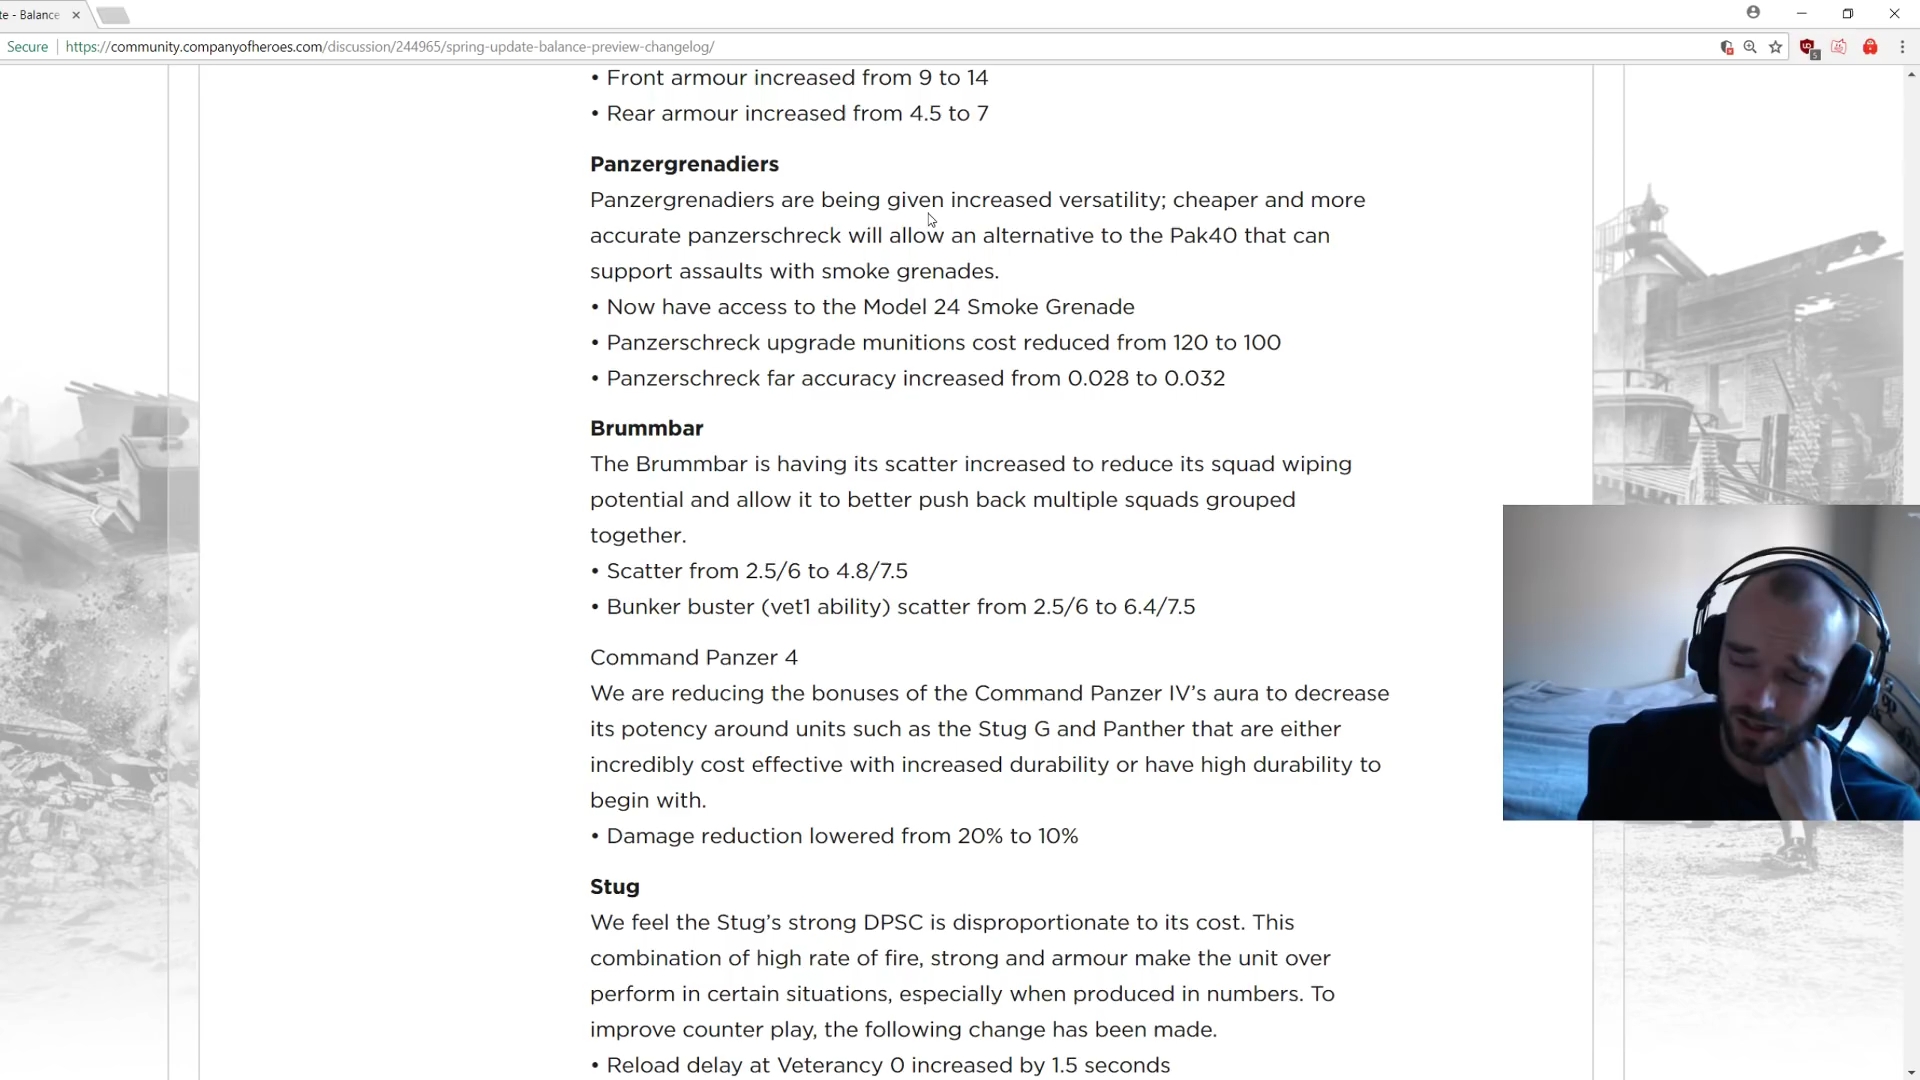 te - Balance
Secure
https://community.companyofheroes.com/discussion/244965/spring-update-balance-preview-changelog/
• Front armour increased from 9 to 14
• Rear armour increased from 4.5 to 7
Panzergrenadiers
Panzergrenadiers are being given increased versatility; cheaper and more
accurate panzerschreck will allow an alternative to the Pak40 that can
support assaults with smoke grenades.
• Now have access to the Model 24 Smoke Grenade
• Panzerschreck upgrade munitions cost reduced from 120 to 100
• Panzerschreck far accuracy increased from 0.028 to 0.032
Brummbar
The Brummbar is having its scatter increased to reduce its squad wiping
potential and allow it to better push back multiple squads grouped
together.
• Scatter from 2.5/6 to 4.8/7.5
• Bunker buster (vet1 ability) scatter from 2.5/6 to 6.4/7.5
Command Panzer 4
We are reducing the bonuses of the Command Panzer IV's aura to decrease
its potency around units such as the Stug G and Panther that are either
incredibly cost effective with increased durability or have high durability to
begin with.
• Damage reduction lowered from 20% to 10%
Stug
We feel the Stug's strong DPSC is disproportionate to its cost. This
combination of high rate of fire, strong and armour make the unit over
perform in certain situations, especially when produced in numbers. To
improve counter play, the following change has been made.
• Reload delay at Veterancy 0 increased by 1.5 seconds